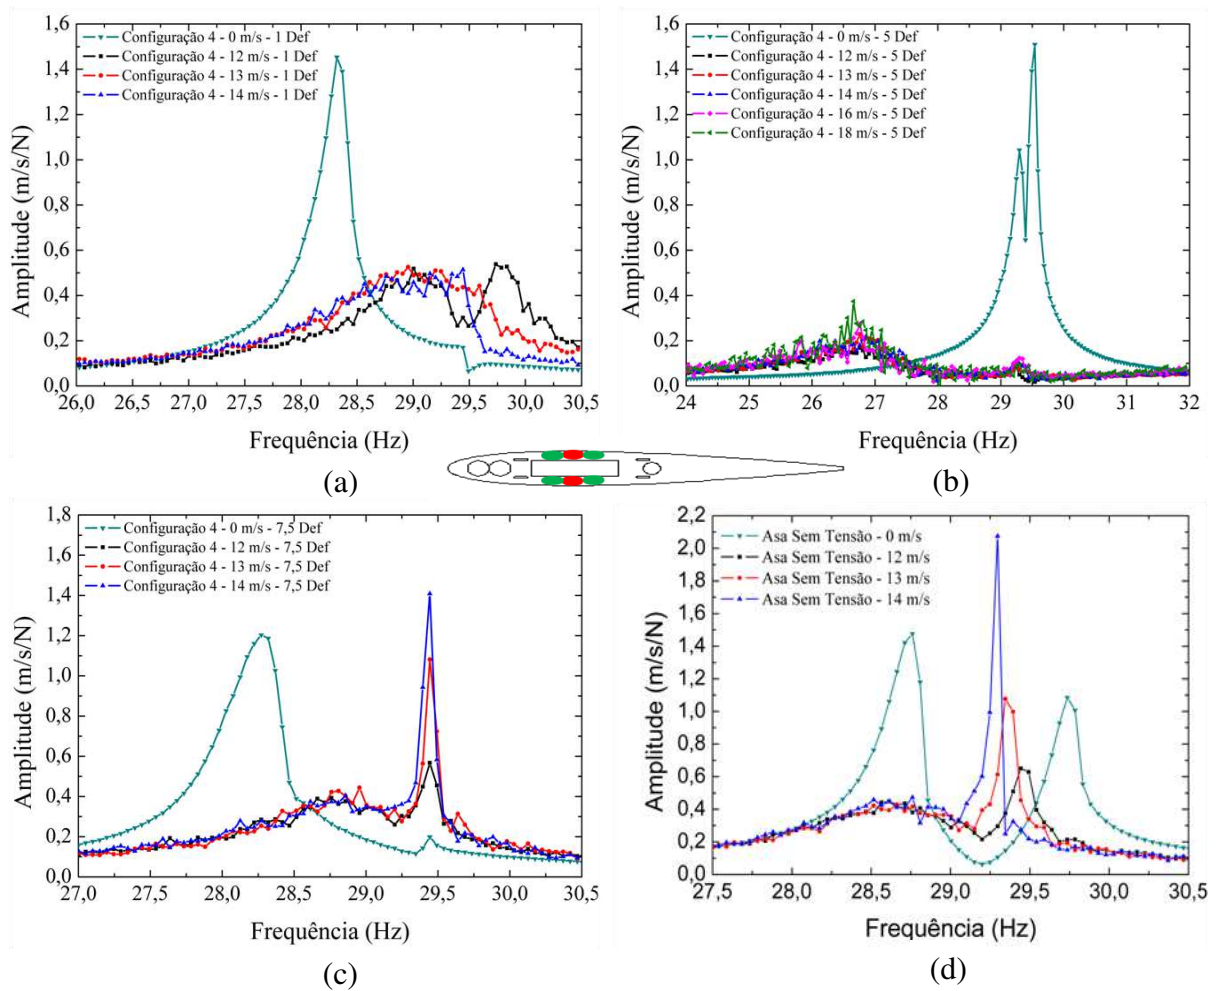 1,6
1,4
1,2
1,0
0,8
0,6
0,4
0,2
0,0
Amplitude (m/s/N)
Configuração 4 - 0 m/s - 1 Def
Configuração 4 - 12 m/s - 1 Def
Configuração 4 - 13 m/s - 1 Def
Configuração 4 - 14 m/s - 1 Def
26,0 26,5 27,0 27,5 28,0 28,5 29,0 29,5 30,0 30,5
Frequência (Hz)
(a)
1,6
1,4
1,2
1,0
0,8
0,6
0,4
0,2
0,0
Amplitude (m/s/N)
Configuração 4 - 0 m/s - 5 Def
Configuração 4 - 12 m/s - 5 Def
Configuração 4 - 13 m/s - 5 Def
Configuração 4 - 14 m/s - 5 Def
Configuração 4 - 16 m/s - 5 Def
Configuração 4 - 18 m/s - 5 Def
24 25 26 27 28 29 30 31 32
Frequência (Hz)
(b)
1,8
1,6
1,4
1,2
1,0
0,8
0,6
0,4
0,2
0,0
Amplitude (m/s/N)
Configuração 4 - 0 m/s - 7,5 Def
Configuração 4 - 12 m/s - 7,5 Def
Configuração 4 - 13 m/s - 7,5 Def
Configuração 4 - 14 m/s - 7,5 Def
27,0 27,5 28,0 28,5 29,0 29,5 30,0 30,5
Frequência (Hz)
(c)
2,2
2,0
1,8
1,6
1,4
1,2
1,0
0,8
0,6
0,4
0,2
0,0
Amplitude (m/s/N)
Asa Sem Tensão - 0 m/s
Asa Sem Tensão - 12 m/s
Asa Sem Tensão - 13 m/s
Asa Sem Tensão - 14 m/s
27,5 28,0 28,5 29,0 29,5 30,0 30,5
Frequência (Hz)
(d)